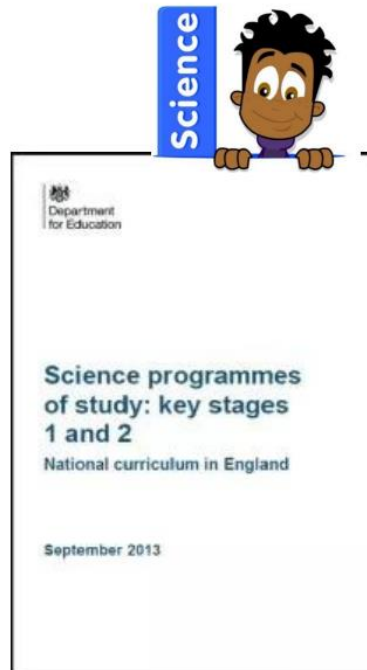 Science
Department
for Education
Science programmes
of study: key stages
1 and 2
National curriculum in England
September 2013